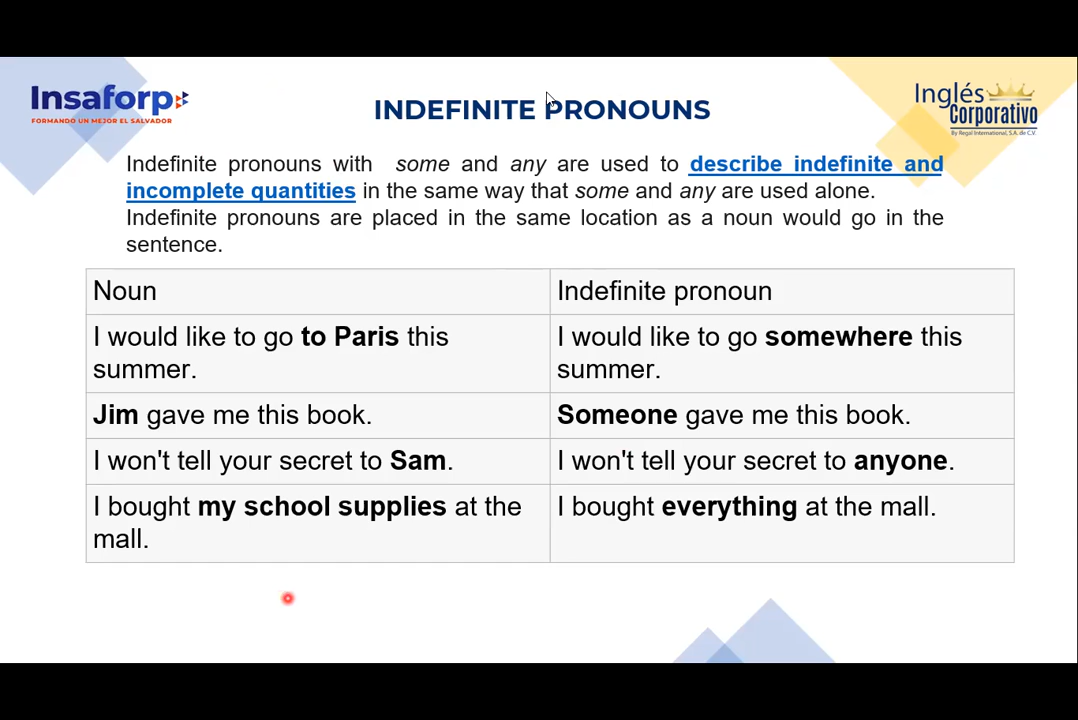 Insaforp
FORMANDO UN MEJOR EL SALVADOR
INDEFINITE PRONOUNS
Inglés
Corporativo
By Regal International, S.A. de C.V.
Indefinite pronouns with some and any are used to describe indefinite and
incomplete quantities in the same way that some and any are used alone.
Indefinite pronouns are placed in the same location as a noun would go in the
sentence.
Noun
Indefinite pronoun
I would like to go to Paris this
summer.
I would like to go somewhere this
summer.
Jim gave me this book.
Someone gave me this book.
I won't tell your secret to Sam.
I won't tell your secret to anyone.
I bought my school supplies at the
mall.
I bought everything at the mall.